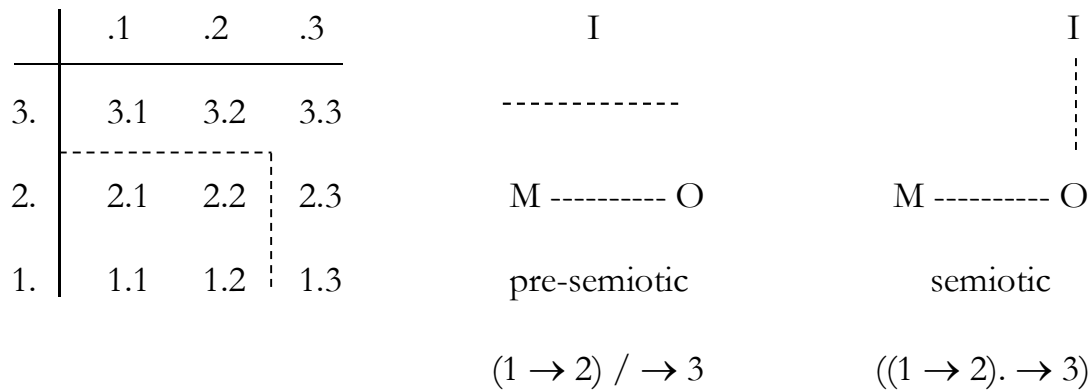 .1 .2 .3 I I
3. 3.1 3.2 3.3
2. 2.1 2.2 2.3 M ---------- O M ---------- O
1. 1.1 1.2 1.3 pre-semiotic semiotic
(1 → 2) / → 3 ((1 → 2). → 3)